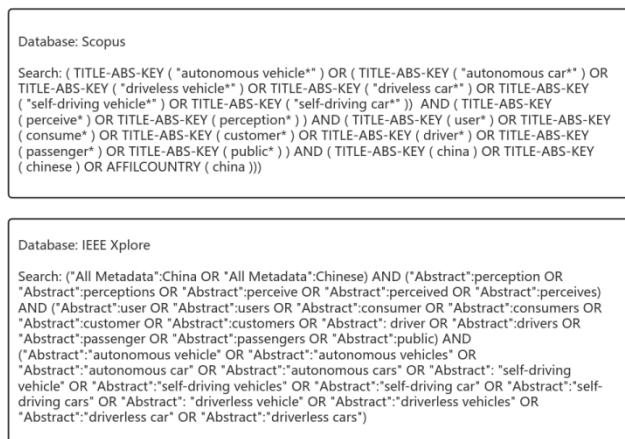 Database: Scopus
Search: ( TITLE-ABS-KEY ( "autonomous vehicle*" ) OR ( TITLE-ABS-KEY ( "autonomous car*" ) OR
TITLE-ABS-KEY ( "driveless vehicle*" ) OR TITLE-ABS-KEY ( "driveless car*" ) OR TITLE-ABS-KEY
( "self-driving vehicle*" ) OR TITLE-ABS-KEY ( "self-driving car*" ))  AND ( TITLE-ABS-KEY
( perceive* ) OR TITLE-ABS-KEY ( perception* ) ) AND ( TITLE-ABS-KEY ( user* ) OR TITLE-ABS-KEY
( consume* ) OR TITLE-ABS-KEY ( customer* ) OR TITLE-ABS-KEY ( driver* ) OR TITLE-ABS-KEY
( passenger* ) OR TITLE-ABS-KEY ( public* ) ) AND ( TITLE-ABS-KEY ( china ) OR TITLE-ABS-KEY
( chinese ) OR AFFILCOUNTRY ( china )))
Database: IEEE Xplore
Search: ("All Metadata":China OR "All Metadata":Chinese) AND ("Abstract":perception OR
"Abstract":perceptions OR "Abstract":perceive OR "Abstract":perceived OR "Abstract":perceives)
AND ("Abstract":user OR "Abstract":users OR "Abstract":consumer OR "Abstract":consumers OR
"Abstract":customer OR "Abstract":customers OR "Abstract": driver OR "Abstract":drivers OR
"Abstract":passenger OR "Abstract":passengers OR "Abstract":public) AND
("Abstract":"autonomous vehicle" OR "Abstract":"autonomous vehicles" OR
"Abstract":"autonomous car" OR "Abstract":"autonomous cars" OR "Abstract": "self-driving
vehicle" OR "Abstract":"self-driving vehicles" OR "Abstract":"self-driving car" OR "Abstract":"self-
driving cars" OR "Abstract": "driverless vehicle" OR "Abstract":"driverless vehicles" OR
"Abstract":"driverless car" OR "Abstract":"driverless cars")